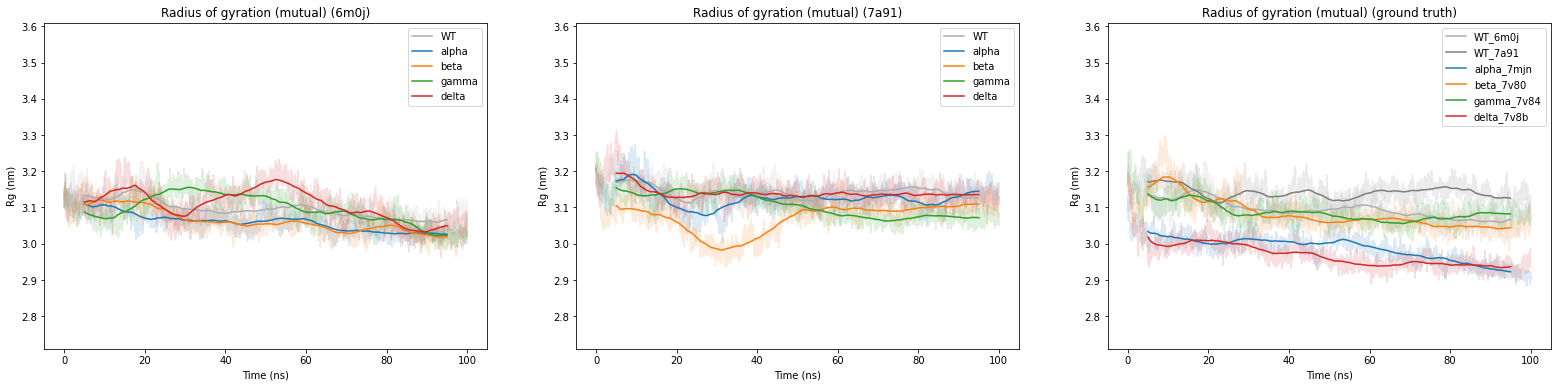 Radius of gyration (mutual) (6m0j)
3.6
3.5
3.4
3.3
3.2
3.1
3.0
2.9
2.8
Rg (nm)
0 20 40 60 80 100
Time (ns)
WT
alpha
beta
gamma
delta
Radius of gyration (mutual) (7a91)
3.6
3.5
3.4
3.3
3.2
3.1
3.0
2.9
2.8
Rg (nm)
0 20 40 60 80 100
Time (ns)
WT
alpha
beta
gamma
delta
Radius of gyration (mutual) (ground truth)
3.6
3.5
3.4
3.3
3.2
3.1
3.0
2.9
2.8
Rg (nm)
0 20 40 60 80 100
Time (ns)
WT_6m0j
WT_7a91
alpha_7mjn
beta_7v80
gamma_7v84
delta_7v8b